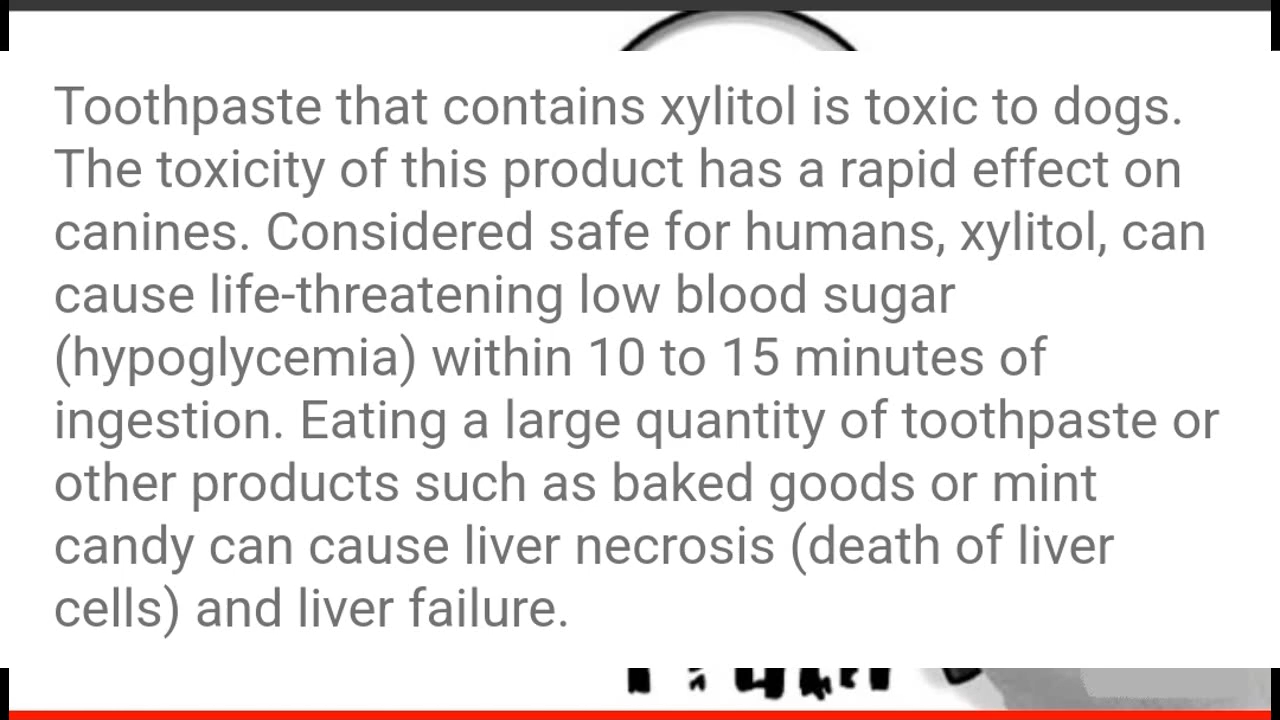 Toothpaste that contains xylitol is toxic to dogs.
The toxicity of this product has a rapid effect on
canines. Considered safe for humans, xylitol, can
cause life-threatening low blood sugar
(hypoglycemia) within 10 to 15 minutes of
ingestion. Eating a large quantity of toothpaste or
other products such as baked goods or mint
candy can cause liver necrosis (death of liver
cells) and liver failure.